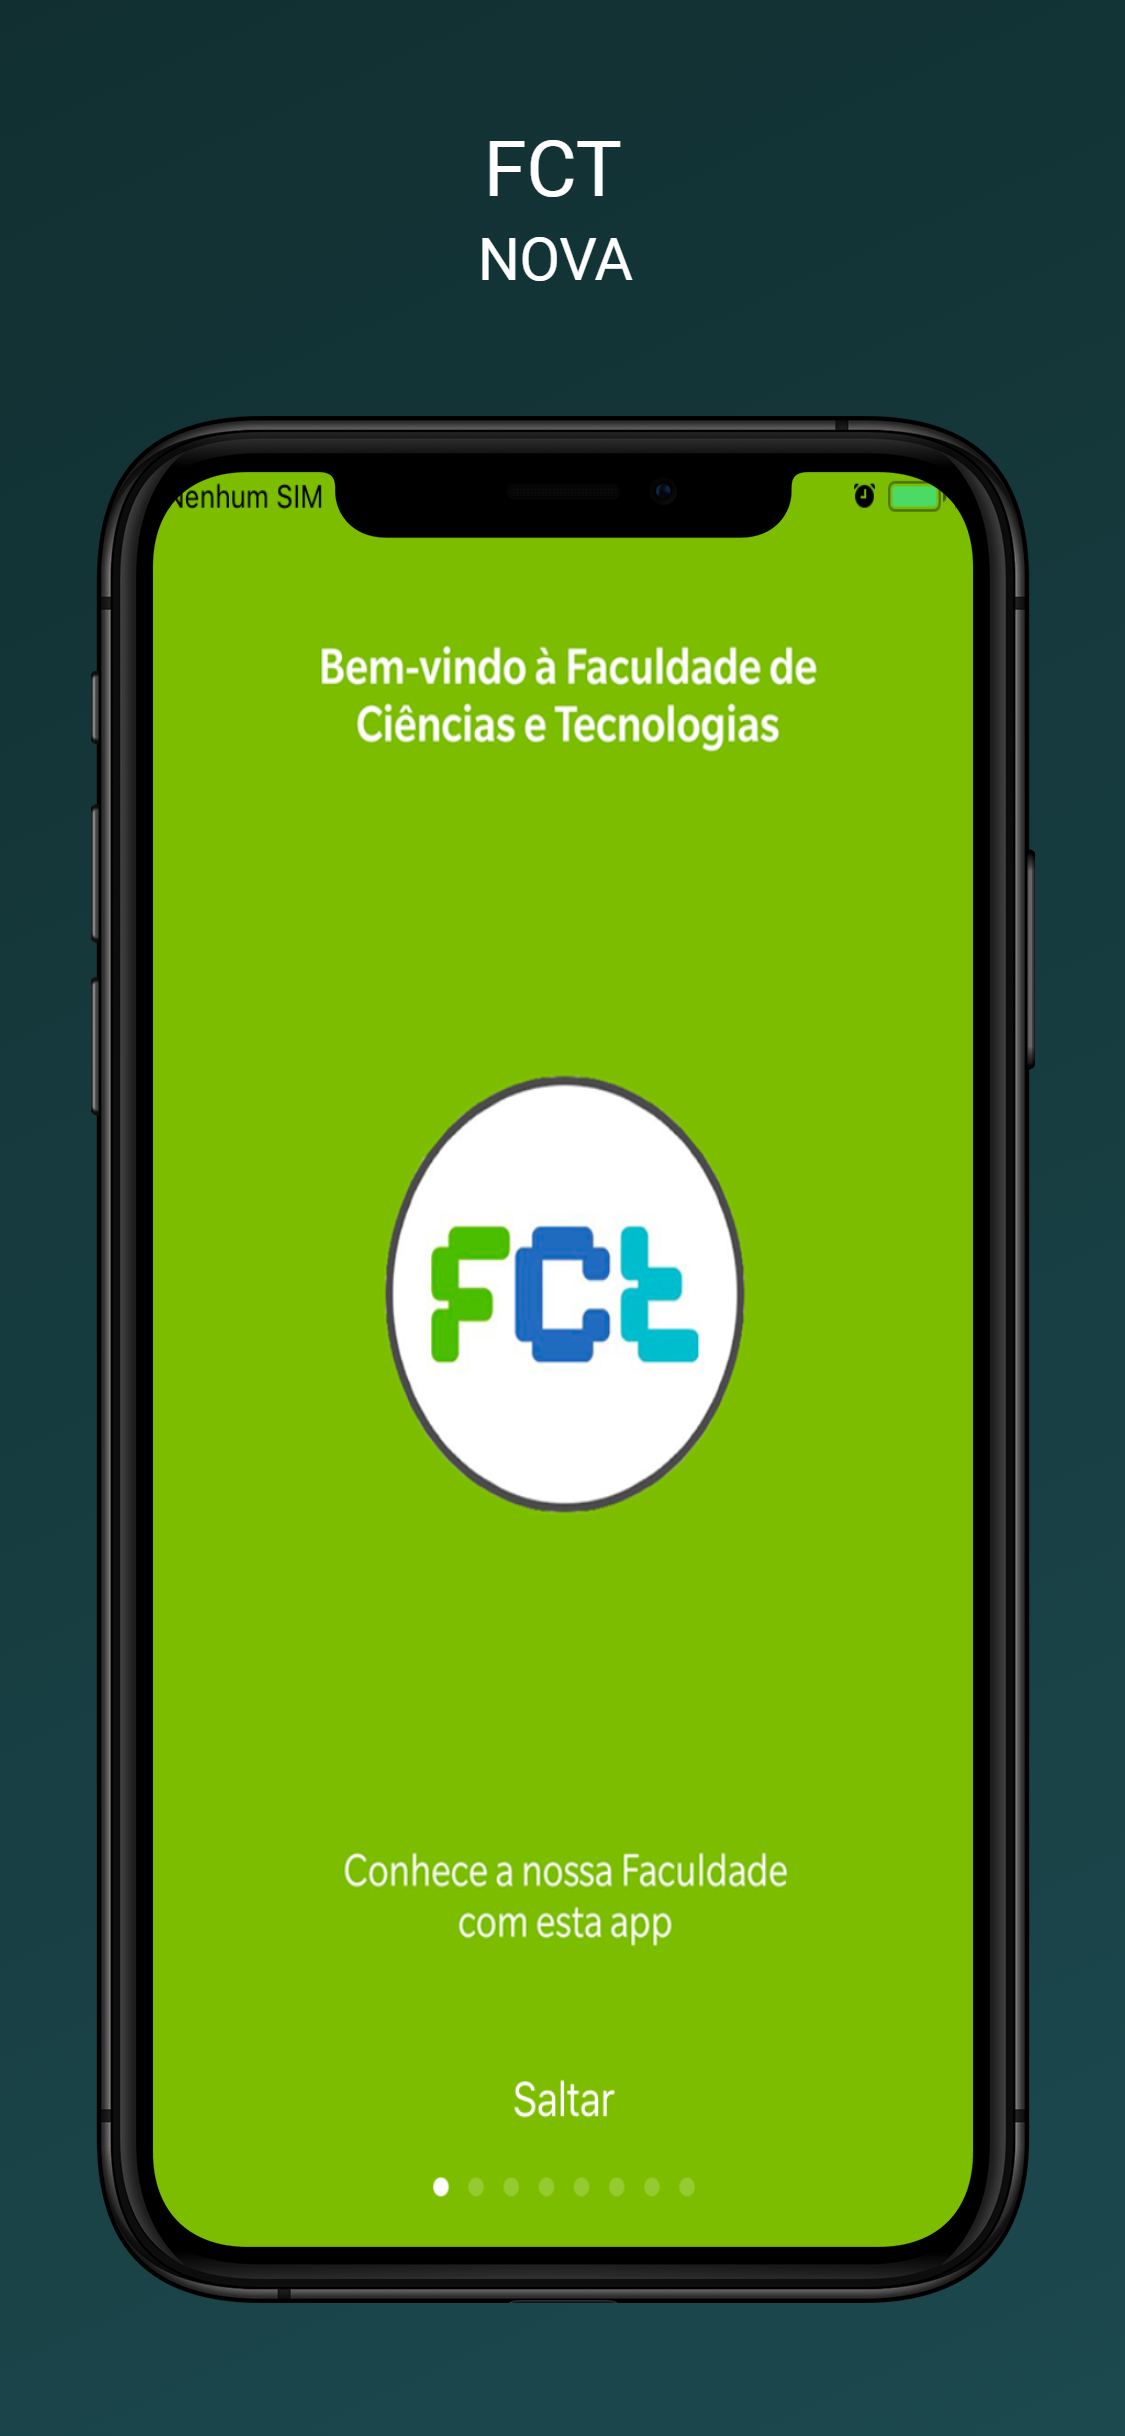 FCT
NOVA
Nenhum SIM
Bem-vindo à Faculdade de
Ciências e Tecnologias
FCt
Conhece a nossa Faculdade
com esta app
Saltar